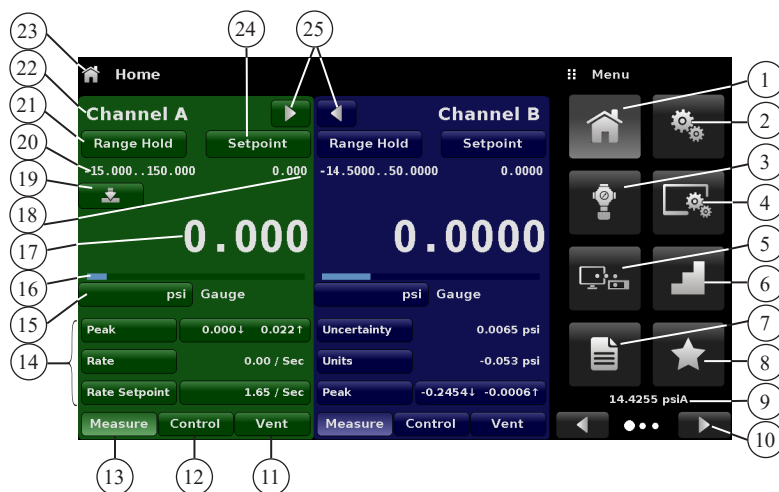 23
24
25
22
21
20
19
18
17
16
15
14
13
12
11
1
2
3
4
5
6
7
8
9
10
Home
Channel A
Range Hold Setpoint
-15.000..150.000 0.000
0.000
psi Gauge
Peak 0.000↓ 0.022↑
Rate 0.00 / Sec
Rate Setpoint 1.65 / Sec
Measure Control Vent
Channel B
Range Hold Setpoint
-14.5000..50.0000 0.0000
0.0000
psi Gauge
Uncertainty 0.0065 psi
Units -0.053 psi
Peak -0.2454↓ -0.0006↑
Measure Control Vent
Menu
14.4255 psiA